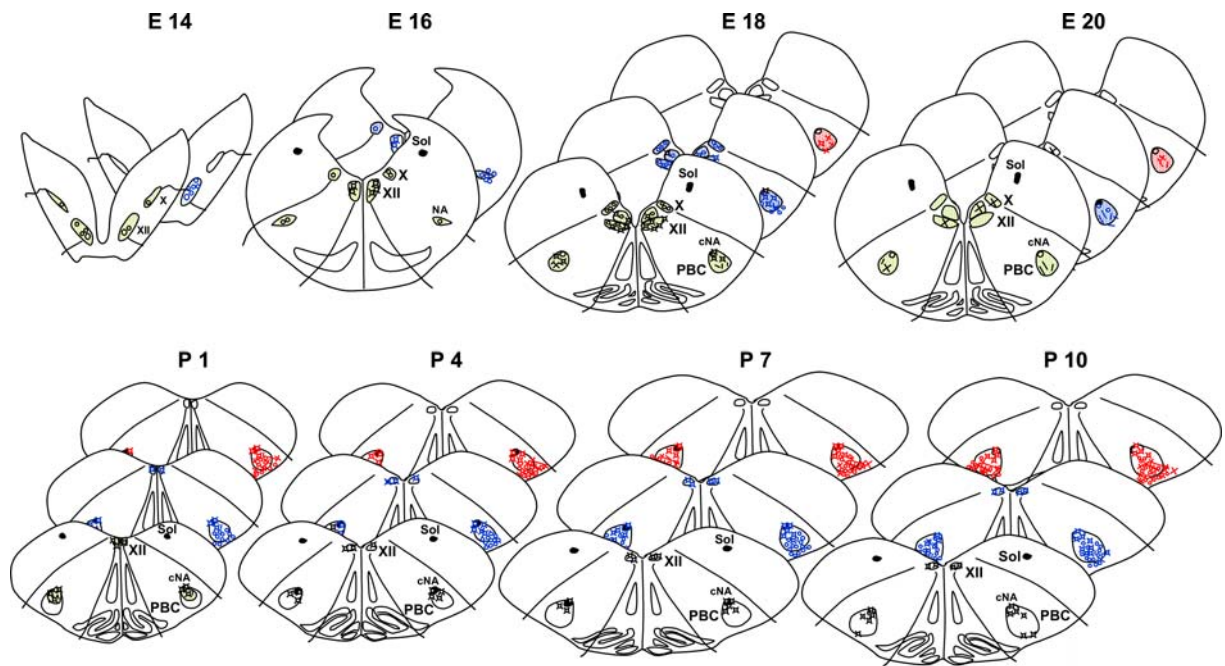 E 14
E 16
E 18
E 20
X
XII
Sol
X
XII
NA
Sol
X
XII
cNA
PBC
Sol
X
XII
cNA
PBC
P 1
P 4
P 7
P 10
Sol
XII
cNA
PBC
Sol
XII
cNA
PBC
Sol
XII
cNA
PBC
Sol
XII
cNA
PBC